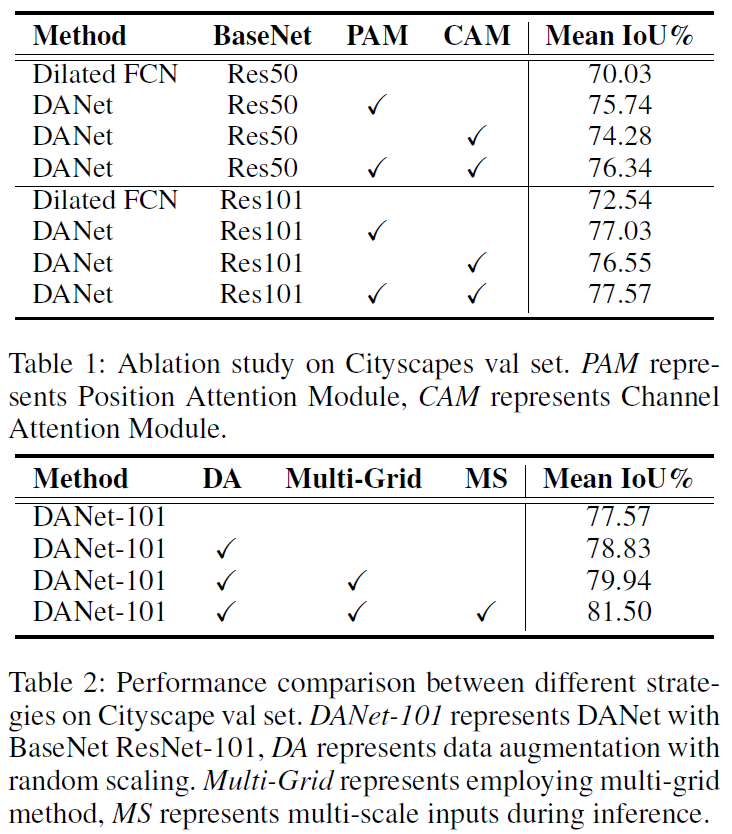 Method BaseNet PAM CAM Mean IoU%
Dilated FCN Res50 70.03
DANet Res50 ✓ 75.74
DANet Res50 ✓ 74.28
DANet Res50 ✓ ✓ 76.34
Dilated FCN Res101 72.54
DANet Res101 ✓ 77.03
DANet Res101 ✓ 76.55
DANet Res101 ✓ ✓ 77.57
Table 1: Ablation study on Cityscapes val set. PAM repre-
sents Position Attention Module, CAM represents Channel
Attention Module.
Method DA Multi-Grid MS Mean IoU%
DANet-101 77.57
DANet-101 ✓ 78.83
DANet-101 ✓ ✓ 79.94
DANet-101 ✓ ✓ ✓ 81.50
Table 2: Performance comparison between different strate-
gies on Cityscape val set. DANet-101 represents DANet with
BaseNet ResNet-101, DA represents data augmentation with
random scaling. Multi-Grid represents employing multi-grid
method, MS represents multi-scale inputs during inference.